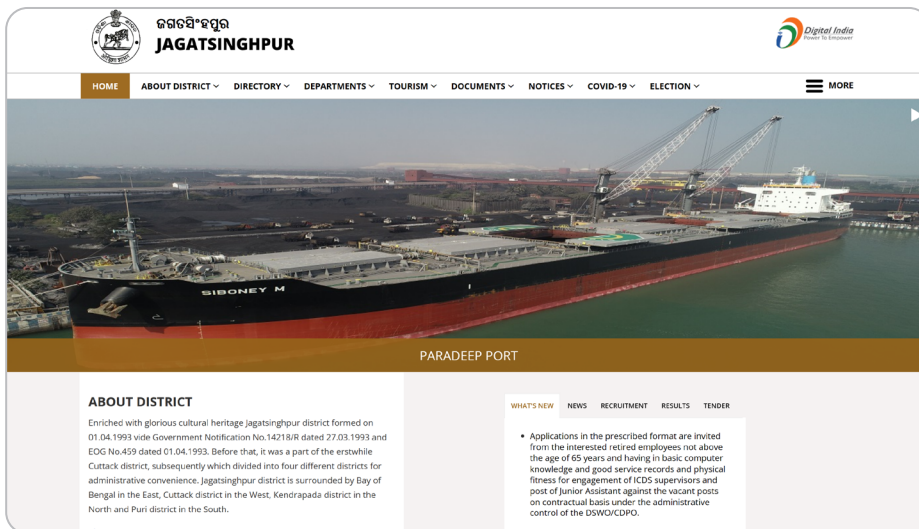 ଜଗତସିଂହପୁର
JAGATSINGHPUR
Digital India
Power To Empower
HOME ABOUT DISTRICT DIRECTORY DEPARTMENTS TOURISM DOCUMENTS NOTICES COVID-19 ELECTION MORE
SIBONEY M
PARADEEP PORT
ABOUT DISTRICT
Enriched with glorious cultural heritage Jagatsinghpur district formed on
01.04.1993 vide Government Notification No.14218/R dated 27.03.1993 and
EOG No.459 dated 01.04.1993. Before that, it was a part of the erstwhile
Cuttack district, subsequently which divided into four different districts for
administrative convenience. Jagasinghpur district is surrounded by Bay of
Bengal in the East, Cuttack district in the West, Kendrapada district in the
North and Puri district in the South.
WHAT'S NEW NEWS RECRUITMENT RESULTS TENDER
• Applications in the prescribed format are invited
from the interested retired employees not above
the age of 65 years and having in basic computer
knowledge and good service records and physical
fitness for engagement of ICDS supervisors and
post of Junior Assistant against the vacant posts
on contractual basis under the administrative
control of the DSWO/CDPO.